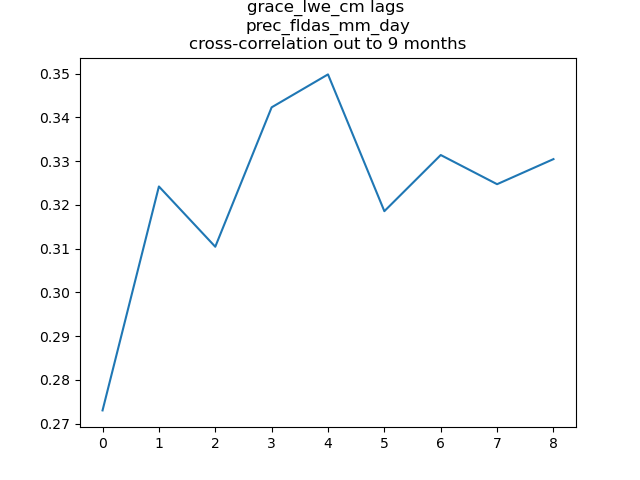 grace_lwe_cm lags
prec_fldas_mm_day
cross-correlation out to 9 months
0.35
0.34
0.33
0.32
0.31
0.30
0.29
0.28
0.27
0 1 2 3 4 5 6 7 8